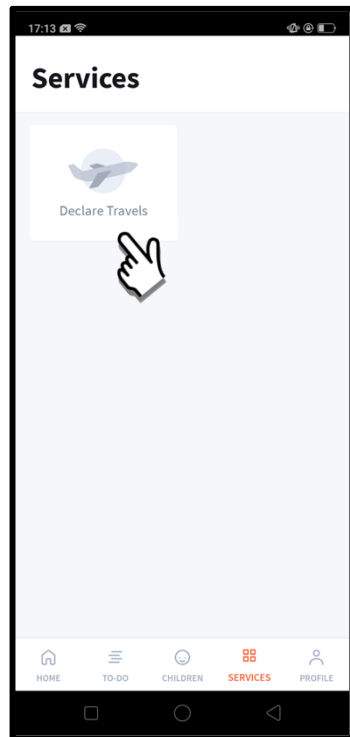 17:13
Services
Declare Travels
HOME TO-DO CHILDREN SERVICES PROFILE